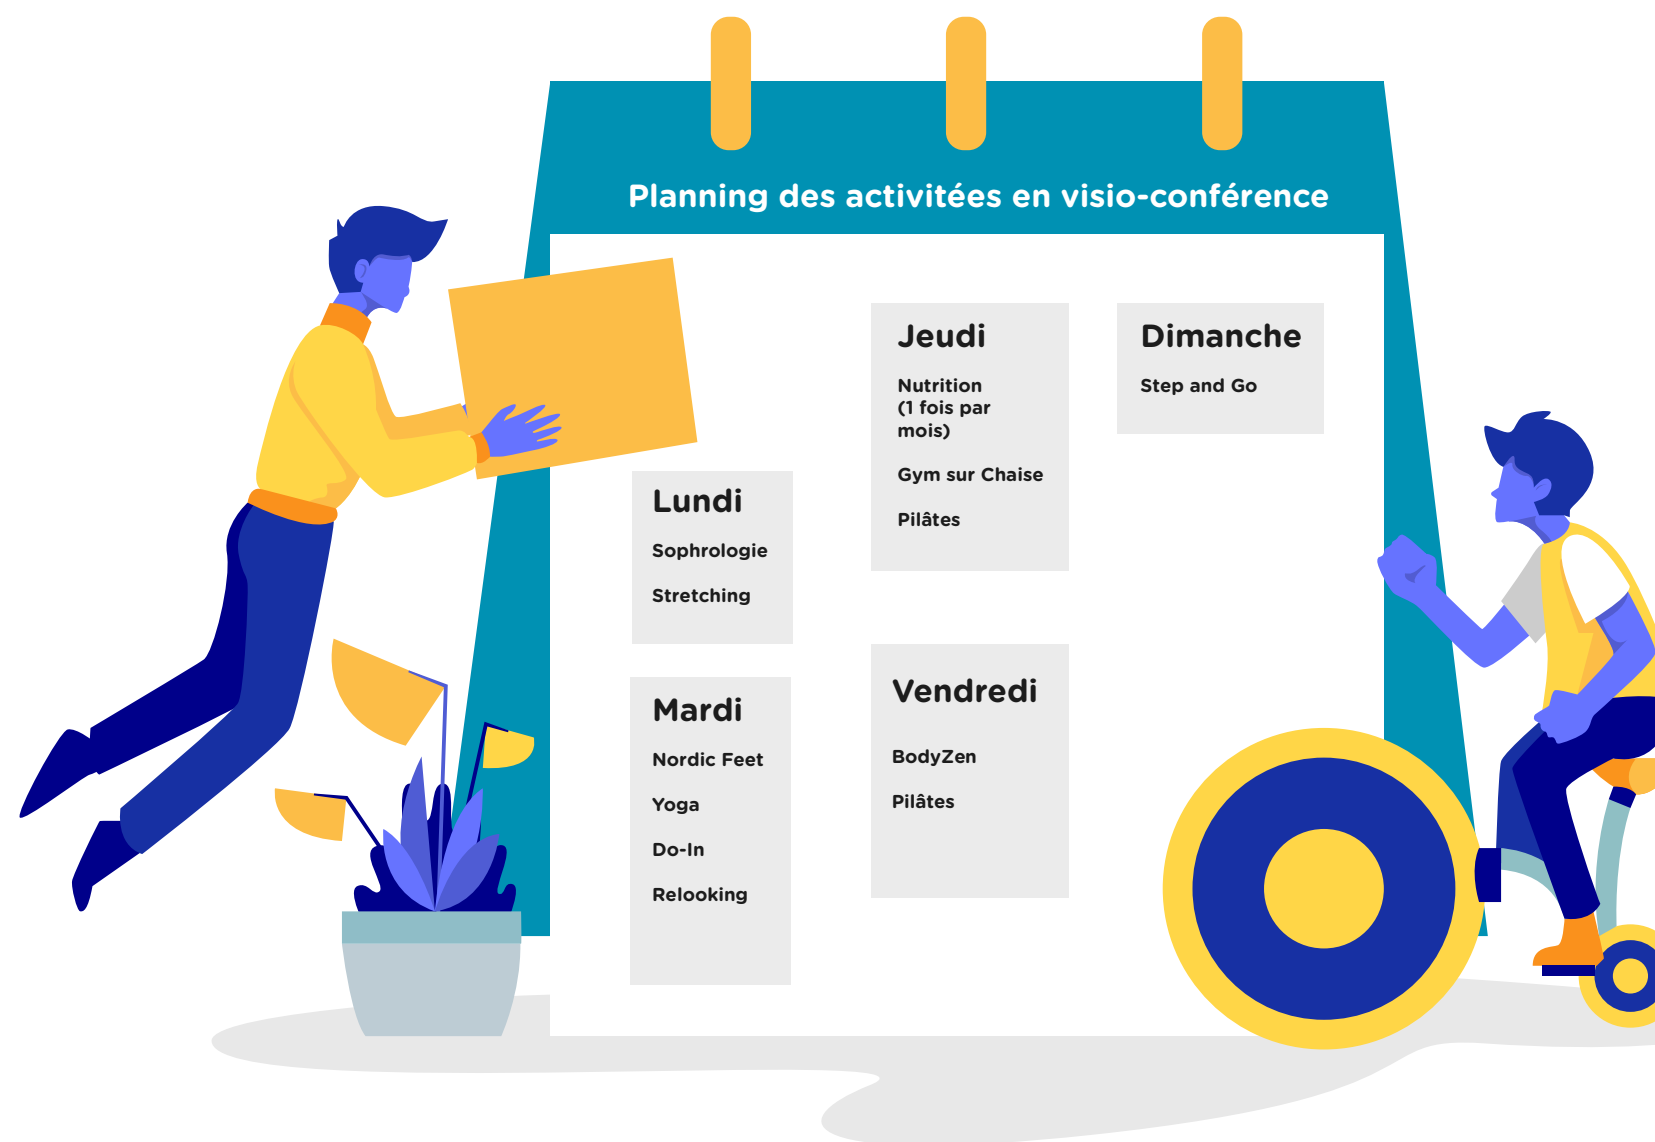 Planning des activitées en visio-conférence
Lundi
Sophrologie
Stretching
Mardi
Nordic Feet
Yoga
Do-In
Relooking
Jeudi
Nutrition
(1 fois par
mois)
Gym sur Chaise
Pilâtes
Vendredi
BodyZen
Pilâtes
Dimanche
Step and Go